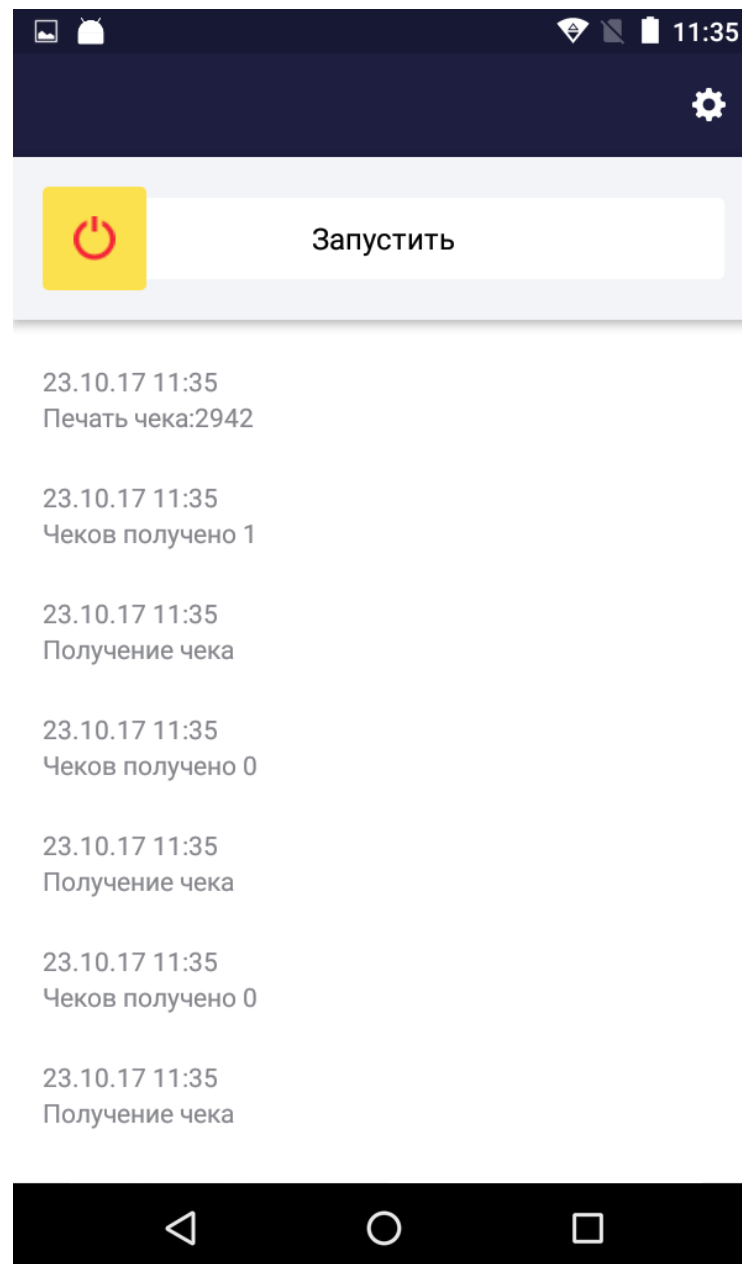 11:35
Запустить
23.10.17 11:35
Печать чека:2942
23.10.17 11:35
Чеков получено 1
23.10.17 11:35
Получение чека
23.10.17 11:35
Чеков получено 0
23.10.17 11:35
Получение чека
23.10.17 11:35
Чеков получено 0
23.10.17 11:35
Получение чека